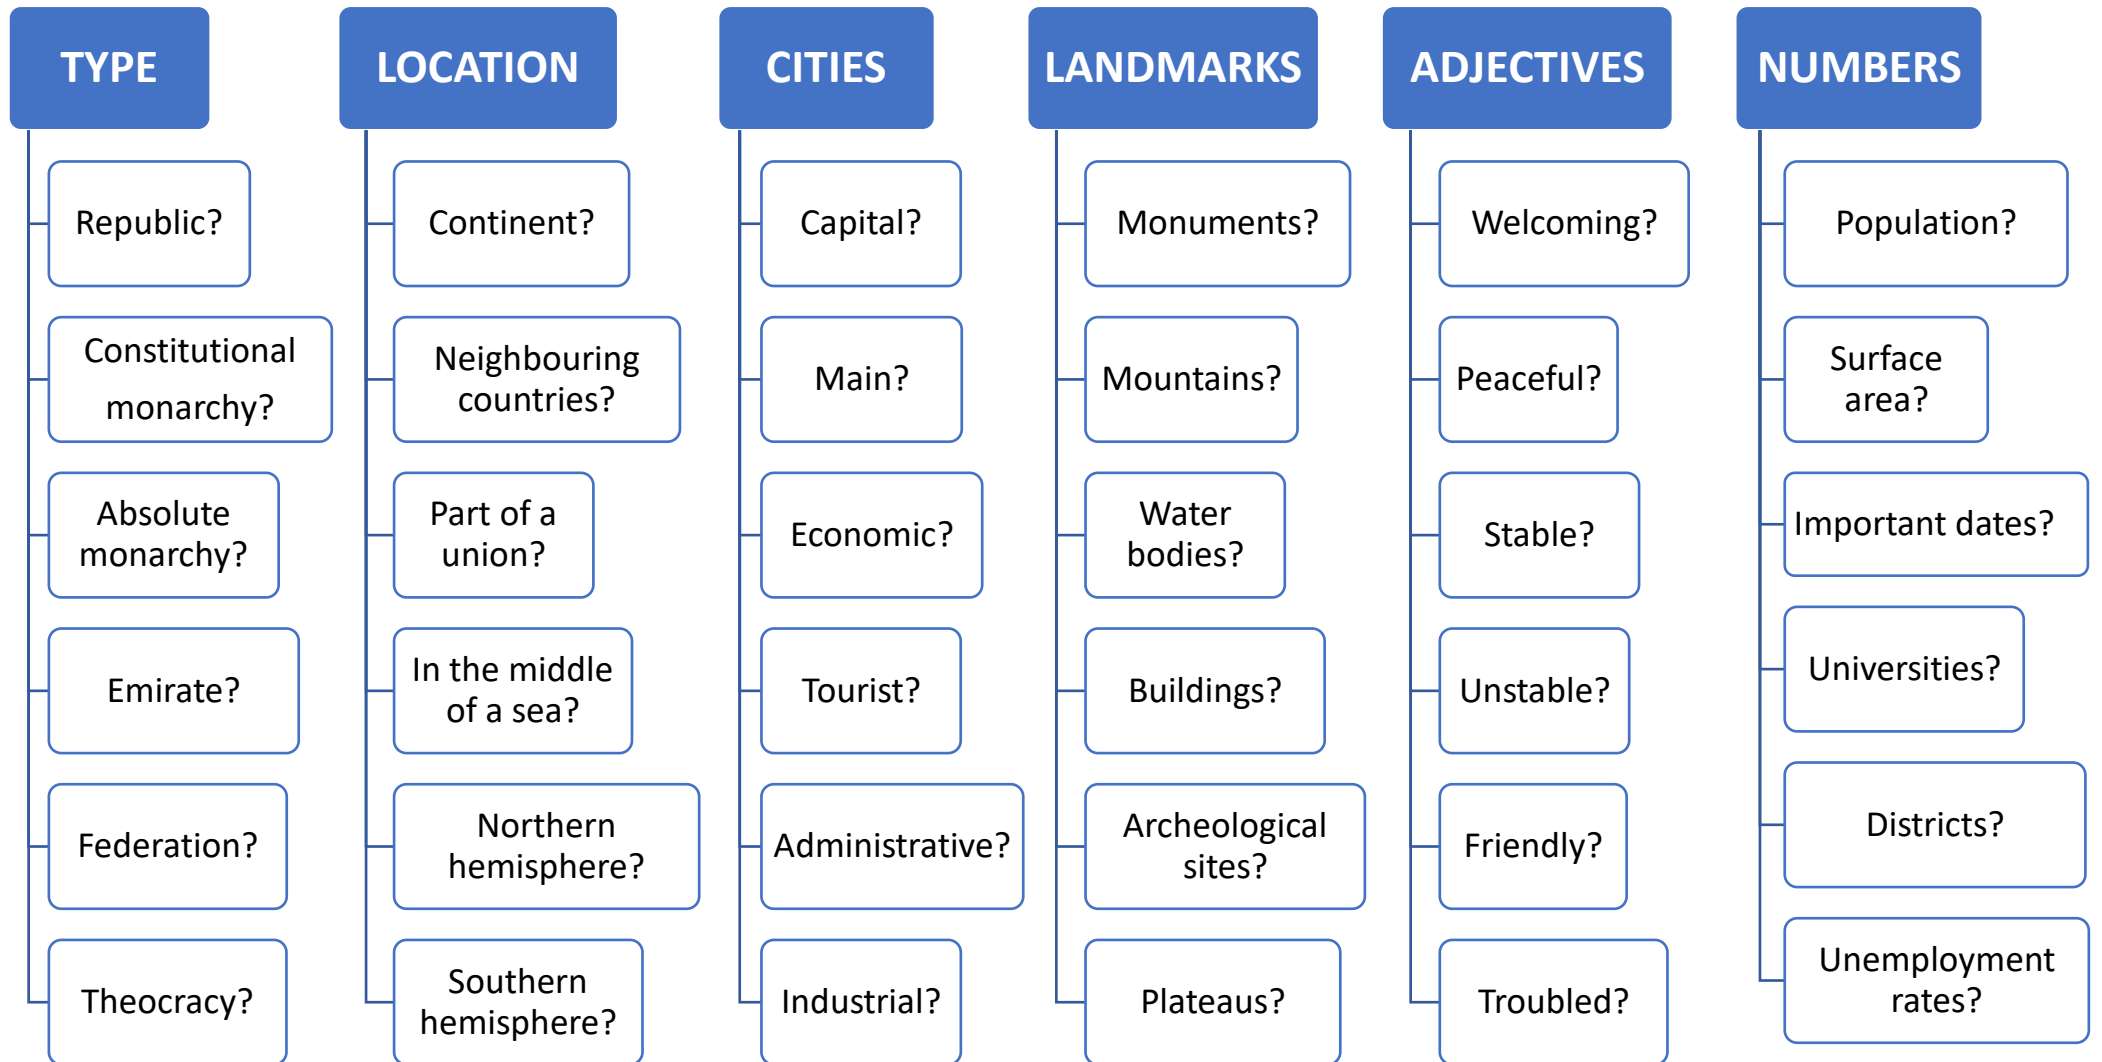 TYPE
Republic?
Constitutional
monarchy?
Absolute
monarchy?
Emirate?
Federation?
Theocracy?
LOCATION
Continent?
Neighbouring
countries?
Part of a
union?
In the middle
of a sea?
Northern
hemisphere?
Southern
hemisphere?
CITIES
Capital?
Main?
Economic?
Tourist?
Administrative?
Industrial?
LANDMARKS
Monuments?
Mountains?
Water
bodies?
Buildings?
Archeological
sites?
Plateaus?
ADJECTIVES
Welcoming?
Peaceful?
Stable?
Unstable?
Friendly?
Troubled?
NUMBERS
Population?
Surface
area?
Important dates?
Universities?
Districts?
Unemployment
rates?